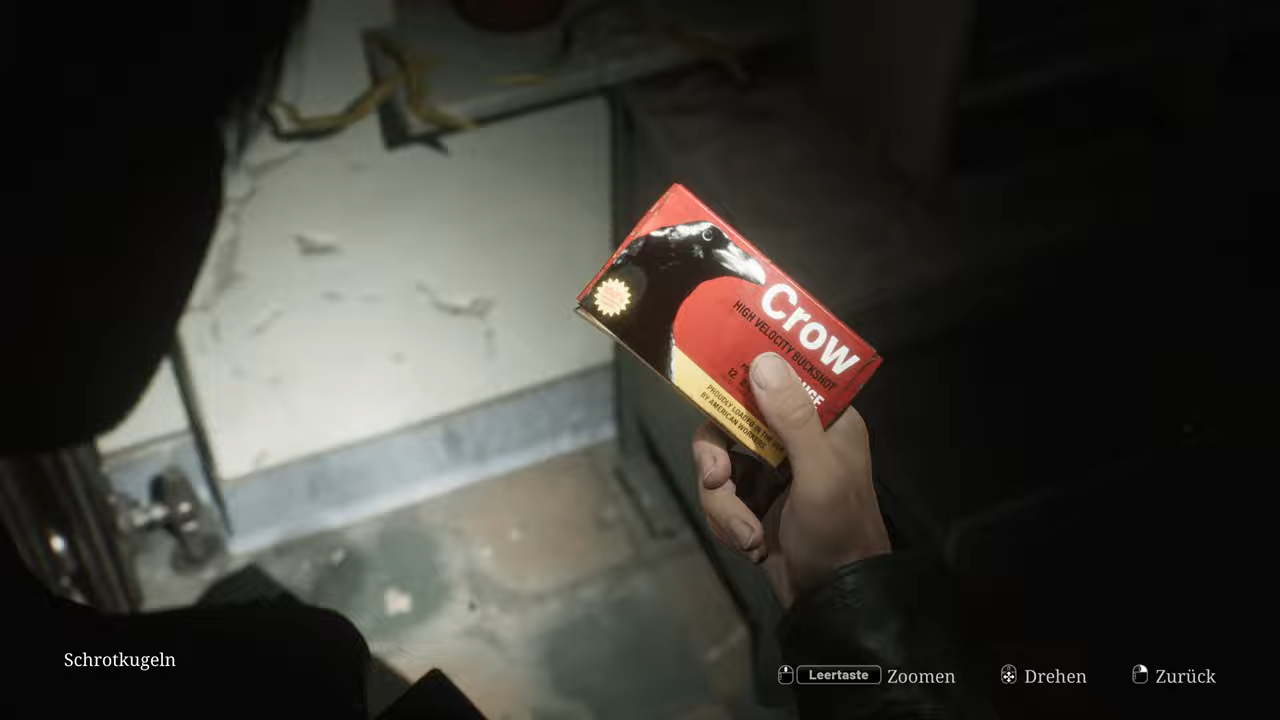 Crow
HIGH VELOCITY BUCKSHOT
12
PROUDLY LOADED IN THE
BY AMERICAN WORKERS
Schrotkugeln
Leertaste Zoomen
Drehen
Zurück